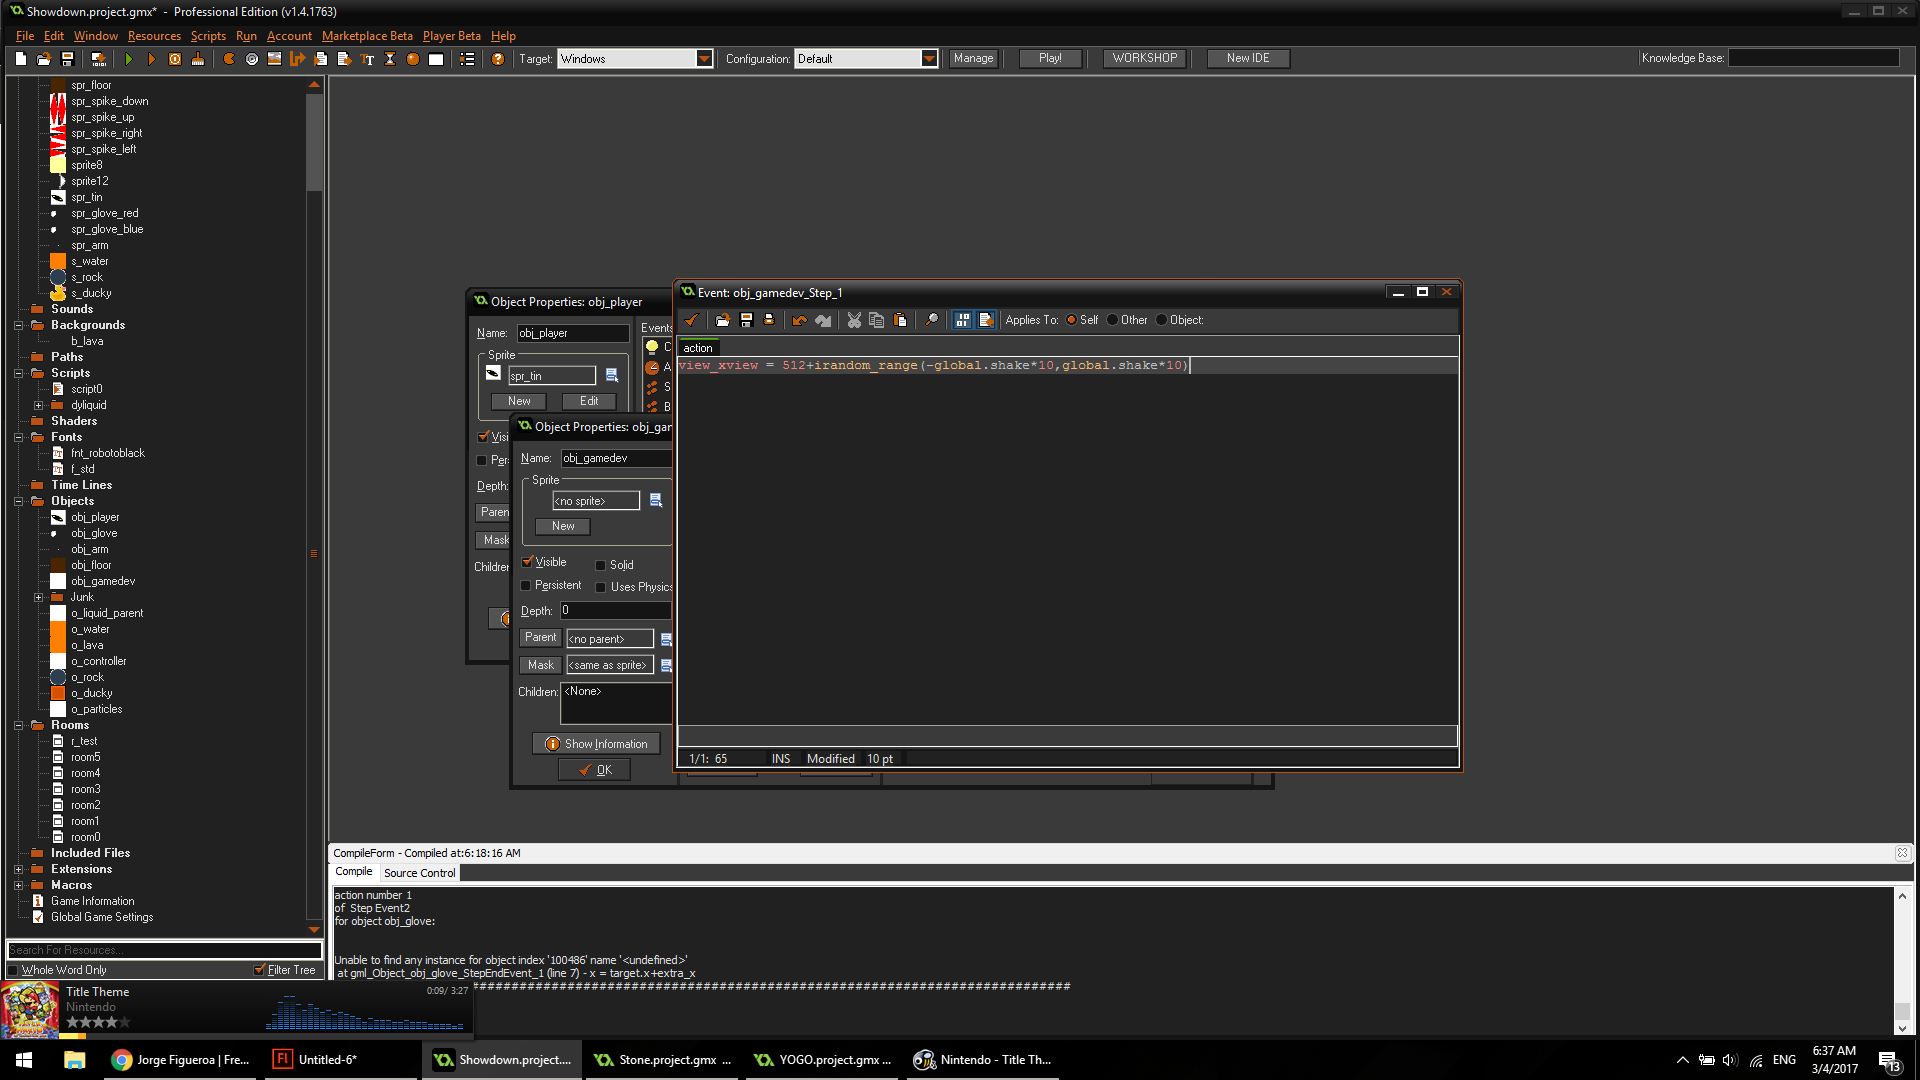 Showdown.project.gmx* - Professional Edition (v1.4.1763)
File Edit Window Resources Scripts Run Account Marketplace Beta Player Beta Help
Target: Windows Configuration: Default Manage Play! WORKSHOP New IDE Knowledge Base:
spr_floor
spr_spike_down
spr_spike_up
spr_spike_right
spr_spike_left
sprite8
sprite12
spr_tin
spr_glove_red
spr_glove_blue
spr_arm
s_water
s_rock
s_ducky
Sounds
Backgrounds
b_lava
Paths
Scripts
script0
dyliquid
Shaders
Fonts
fnt_robotoblack
f_std
Time Lines
Objects
obj_player
obj_glove
obj_arm
obj_floor
obj_gamedev
Junk
o_liquid_parent
o_water
o_lava
o_controller
o_rock
o_ducky
o_particles
Rooms
r_test
room5
room4
room3
room2
room1
room0
Included Files
Extensions
Macros
Game Information
Global Game Settings
Search For Resources...
Whole Word Only Filter Tree
Object Properties: obj_player
Name: obj_player
Events
Sprite
spr_tin
New Edit
Visi
Per
Depth:
Paren
Mask
Childrer
C
A
S
B
Object Properties: obj_gar
Name: obj_gamedev
Sprite
<no sprite>
New
Visible Solid
Persistent Uses Physic
Depth: 0
Parent <no parent>
Mask <same as sprite>
Children: <None>
Show Information
OK
Event: obj_gamedev_Step_1
Applies To: Self Other Object:
action
view_xview = 512+irandom_range(-global.shake*10,global.shake*10)
1/1: 65 INS Modified 10 pt
CompileForm - Compiled at:6:18:16 AM
Compile Source Control
action number 1
of Step Event2
for object obj_glove:
Unable to find any instance for object index '100486' name '<undefined>'
at gml_Object_obj_glove_StepEndEvent_1 (line 7) - x = target.x+extra_x
Title Theme
Nintendo
0:09/ 3:27
Jorge Figueroa | Fre...
Fl Untitled-6*
Showdown.project....
Stone.project.gmx ...
YOGO.project.gmx ...
Nintendo - Title Th...
ENG
6:37 AM
3/4/2017
13